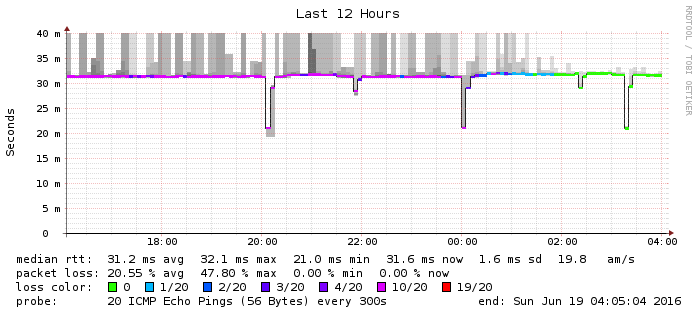 Last 12 Hours
RRDTOOL / TOBI OETIKER
Seconds
40 m
35 m
30 m
25 m
20 m
15 m
10 m
5 m
0
18:00 20:00 22:00 00:00 02:00 04:00
median rtt: 31.2 ms avg 32.1 ms max 21.0 ms min 31.6 ms now 1.6 ms sd 19.8 am/s
packet loss: 20.55 % avg 47.80 % max 0.00 % min 0.00 % now
loss color: 0 1/20 2/20 3/20 4/20 10/20 19/20
probe: 20 ICMP Echo Pings (56 Bytes) every 300s end: Sun Jun 19 04:05:04 2016